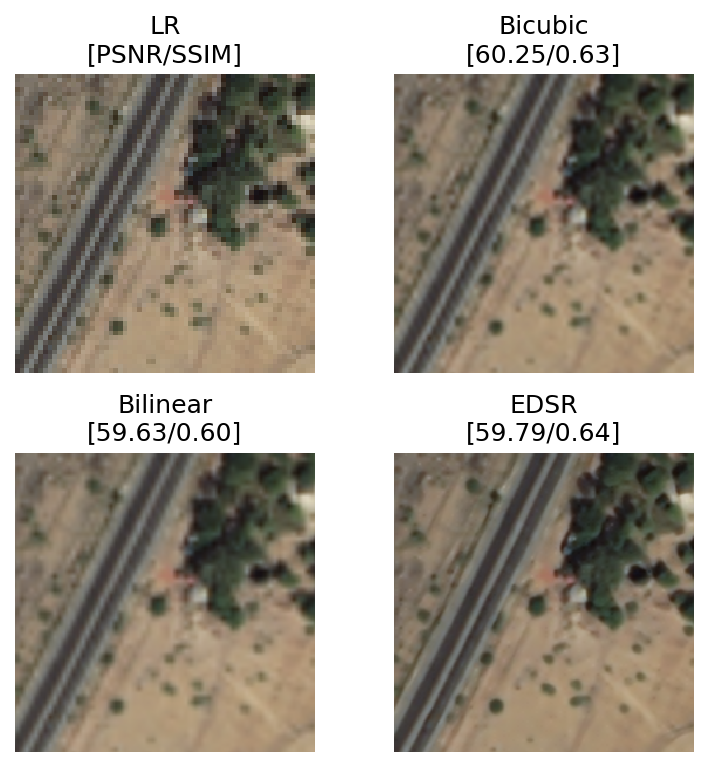 LR
[PSNR/SSIM]
Bicubic
[60.25/0.63]
Bilinear
[59.63/0.60]
EDSR
[59.79/0.64]